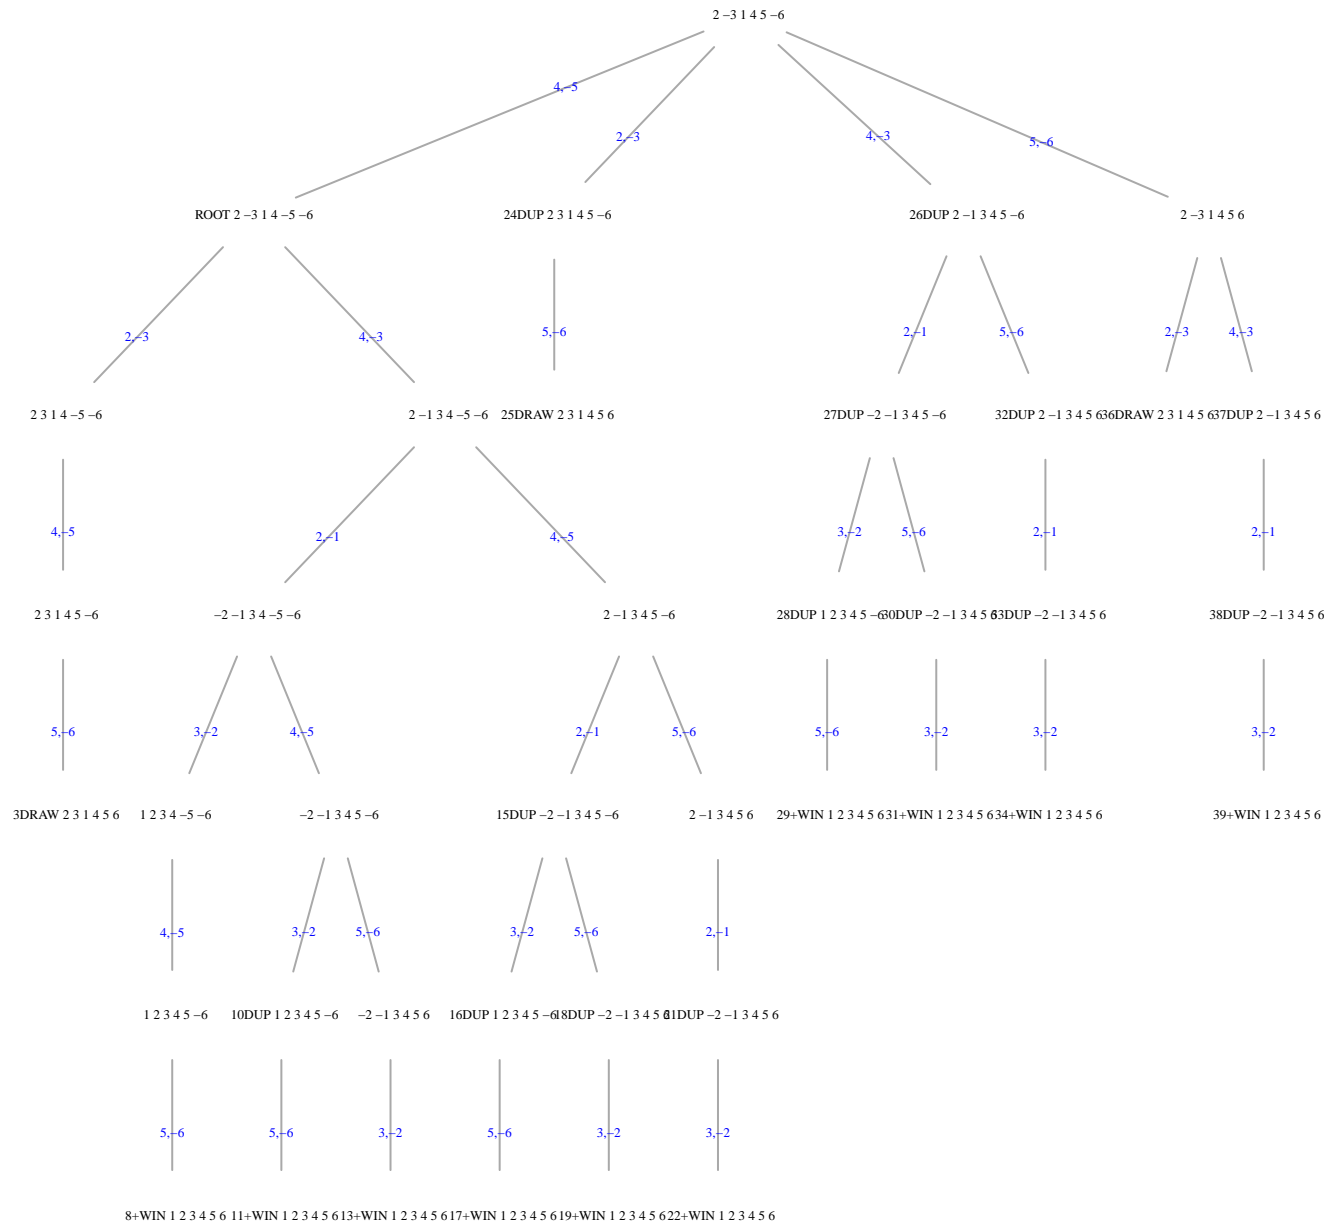 2 −3 1 4 5 −6
4,−5
2,−3
4,−3
5,−6
ROOT 2 −3 1 4 −5 −6
24DUP 2 3 1 4 5 −6
26DUP 2 −1 3 4 5 −6
2 −3 1 4 5 6
2,−3
4,−3
5,−6
2,−1
5,−6
2,−3
4,−3
2 3 1 4 −5 −6
2 −1 3 4 −5 −6
25DRAW 2 3 1 4 5 6
27DUP −2 −1 3 4 5 −6
32DUP 2 −1 3 4 5 6
36DRAW 2 3 1 4 5 6
37DUP 2 −1 3 4 5 6
4,−5
2,−1
4,−5
3,−2
5,−6
2,−1
2,−1
2 3 1 4 5 −6
−2 −1 3 4 −5 −6
2 −1 3 4 5 −6
28DUP 1 2 3 4 5 −6
30DUP −2 −1 3 4 5 6
33DUP −2 −1 3 4 5 6
38DUP −2 −1 3 4 5 6
5,−6
3,−2
4,−5
2,−1
5,−6
5,−6
3,−2
3,−2
3,−2
3DRAW 2 3 1 4 5 6
1 2 3 4 −5 −6
−2 −1 3 4 5 −6
15DUP −2 −1 3 4 5 −6
2 −1 3 4 5 6
29+WIN 1 2 3 4 5 6
31+WIN 1 2 3 4 5 6
34+WIN 1 2 3 4 5 6
39+WIN 1 2 3 4 5 6
4,−5
3,−2
5,−6
3,−2
5,−6
2,−1
1 2 3 4 5 −6
10DUP 1 2 3 4 5 −6
−2 −1 3 4 5 6
16DUP 1 2 3 4 5 −6
18DUP −2 −1 3 4 5 6
21DUP −2 −1 3 4 5 6
5,−6
5,−6
3,−2
5,−6
3,−2
3,−2
8+WIN 1 2 3 4 5 6
11+WIN 1 2 3 4 5 6
13+WIN 1 2 3 4 5 6
17+WIN 1 2 3 4 5 6
19+WIN 1 2 3 4 5 6
22+WIN 1 2 3 4 5 6